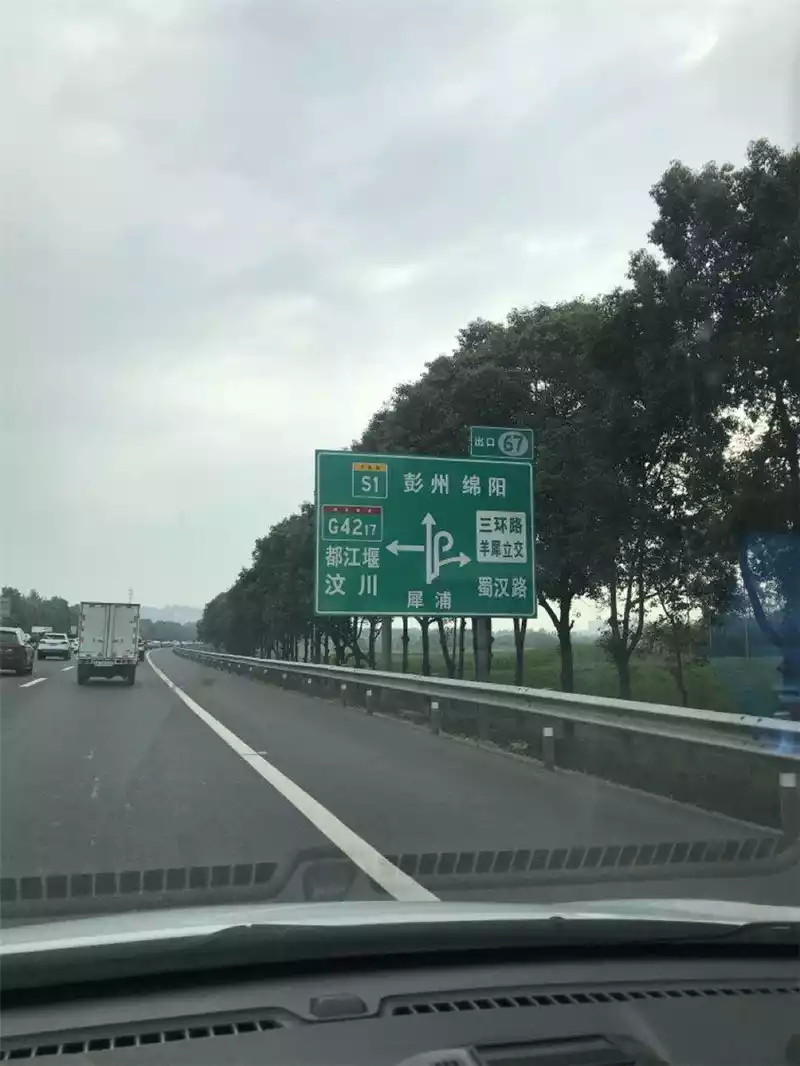 出口 67
S1 彭州 绵阳
G4217
都江堰
汶川
三环路
羊犀立交
蜀汉路
犀浦